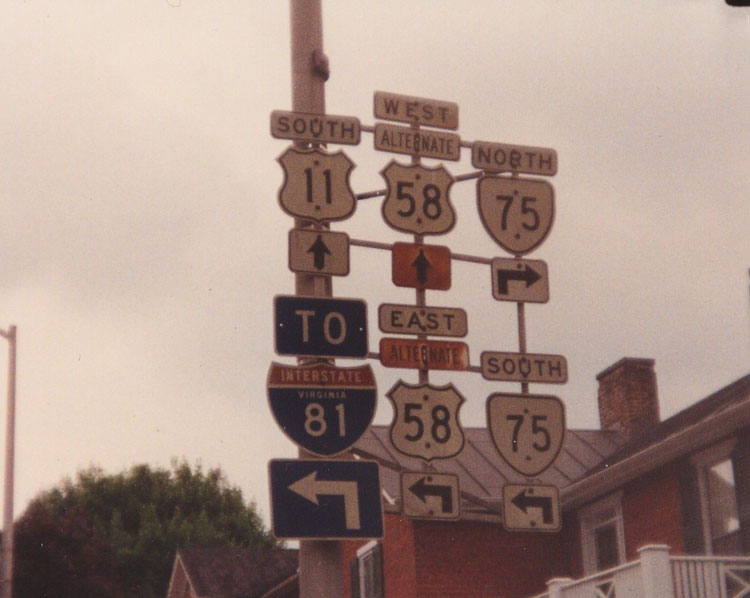 SOUTH
11
WEST
ALTERNATE
58
NORTH
75
TO
INTERSTATE
VIRGINIA
81
EAST
ALTERNATE
58
SOUTH
75